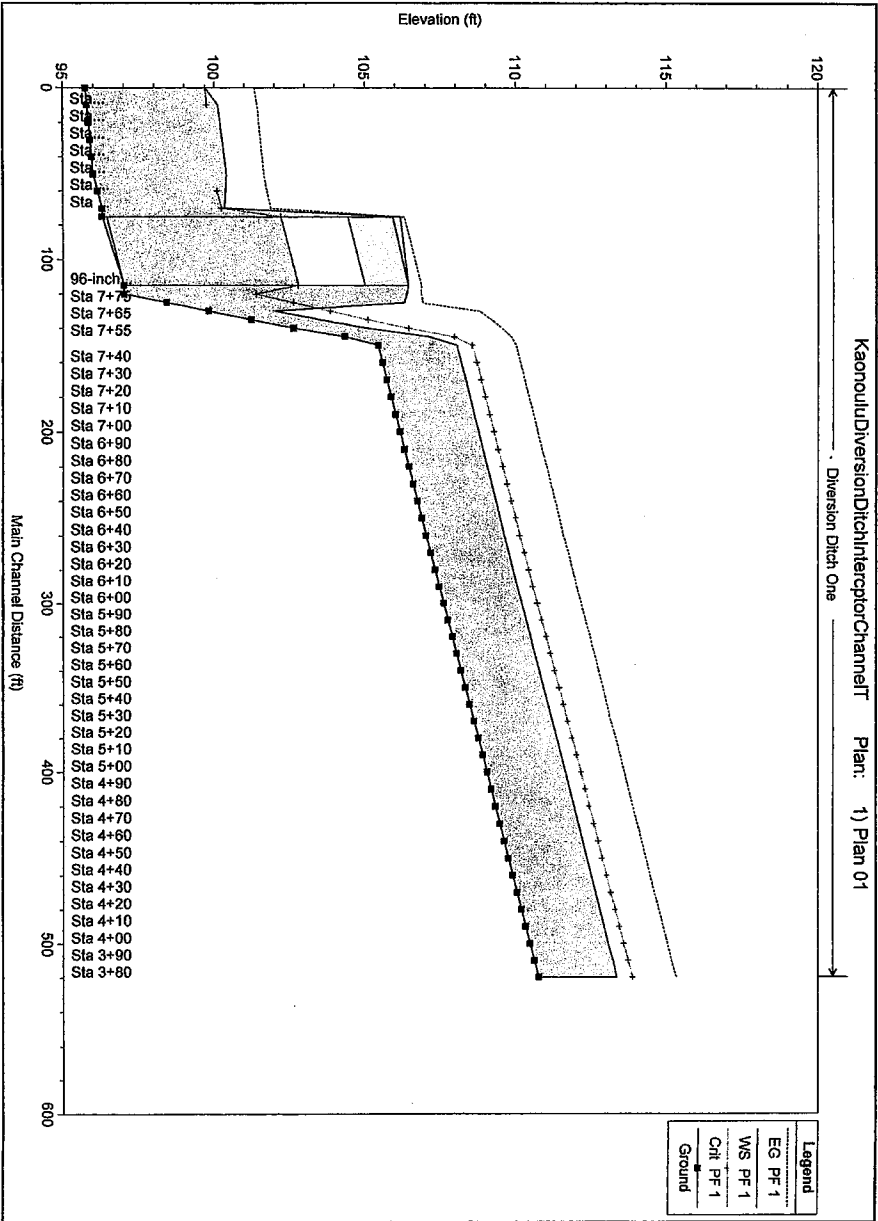 KaonouluDiversionDitchIntercptorChannelT Plan: 1) Plan 01
Diversion Ditch One
Legend
EG PF 1
WS PF 1
Crit PF 1
Ground
Elevation (ft)
95
100
105
110
115
120
0
100
200
300
400
500
600
Main Channel Distance (ft)
Sta...
Sta...
Sta...
Sta...
Sta...
Sta...
Sta
96-inch
Sta 7+75
Sta 7+65
Sta 7+55
Sta 7+40
Sta 7+30
Sta 7+20
Sta 7+10
Sta 7+00
Sta 6+90
Sta 6+80
Sta 6+70
Sta 6+60
Sta 6+50
Sta 6+40
Sta 6+30
Sta 6+20
Sta 6+10
Sta 6+00
Sta 5+90
Sta 5+80
Sta 5+70
Sta 5+60
Sta 5+50
Sta 5+40
Sta 5+30
Sta 5+20
Sta 5+10
Sta 5+00
Sta 4+90
Sta 4+80
Sta 4+70
Sta 4+60
Sta 4+50
Sta 4+40
Sta 4+30
Sta 4+20
Sta 4+10
Sta 4+00
Sta 3+90
Sta 3+80